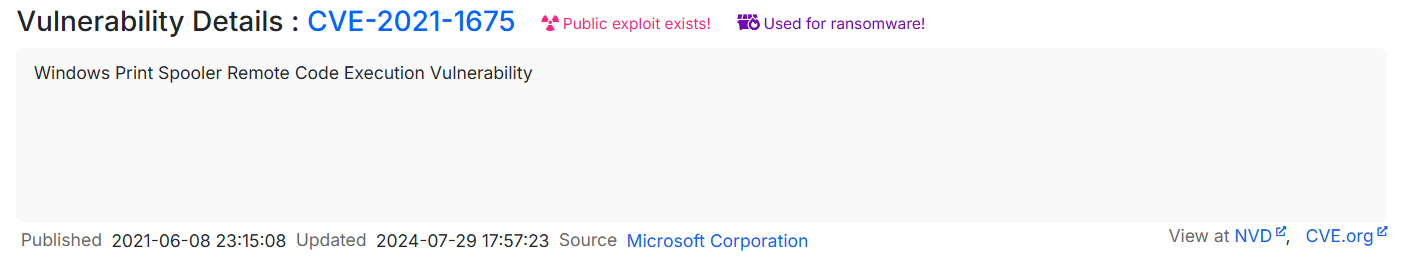 Vulnerability Details : CVE-2021-1675 Public exploit exists! Used for ransomware!
Windows Print Spooler Remote Code Execution Vulnerability
Published 2021-06-08 23:15:08 Updated 2024-07-29 17:57:23 Source Microsoft Corporation View at NVD, CVE.org